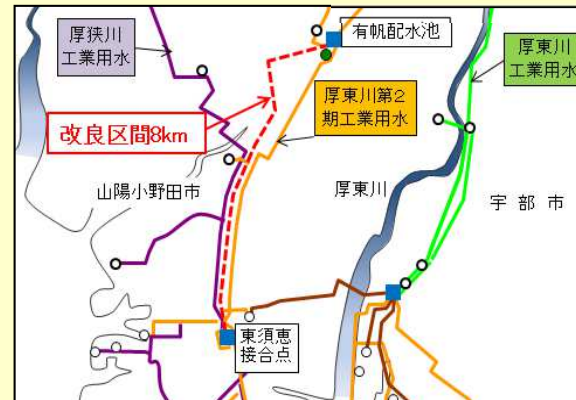 有帆配水池
厚狭川
工業用水
厚東川
工業用水
厚東川第2
期工業用水
改良区間8km
山陽小野田市
厚東川
宇部市
東須恵
接合点